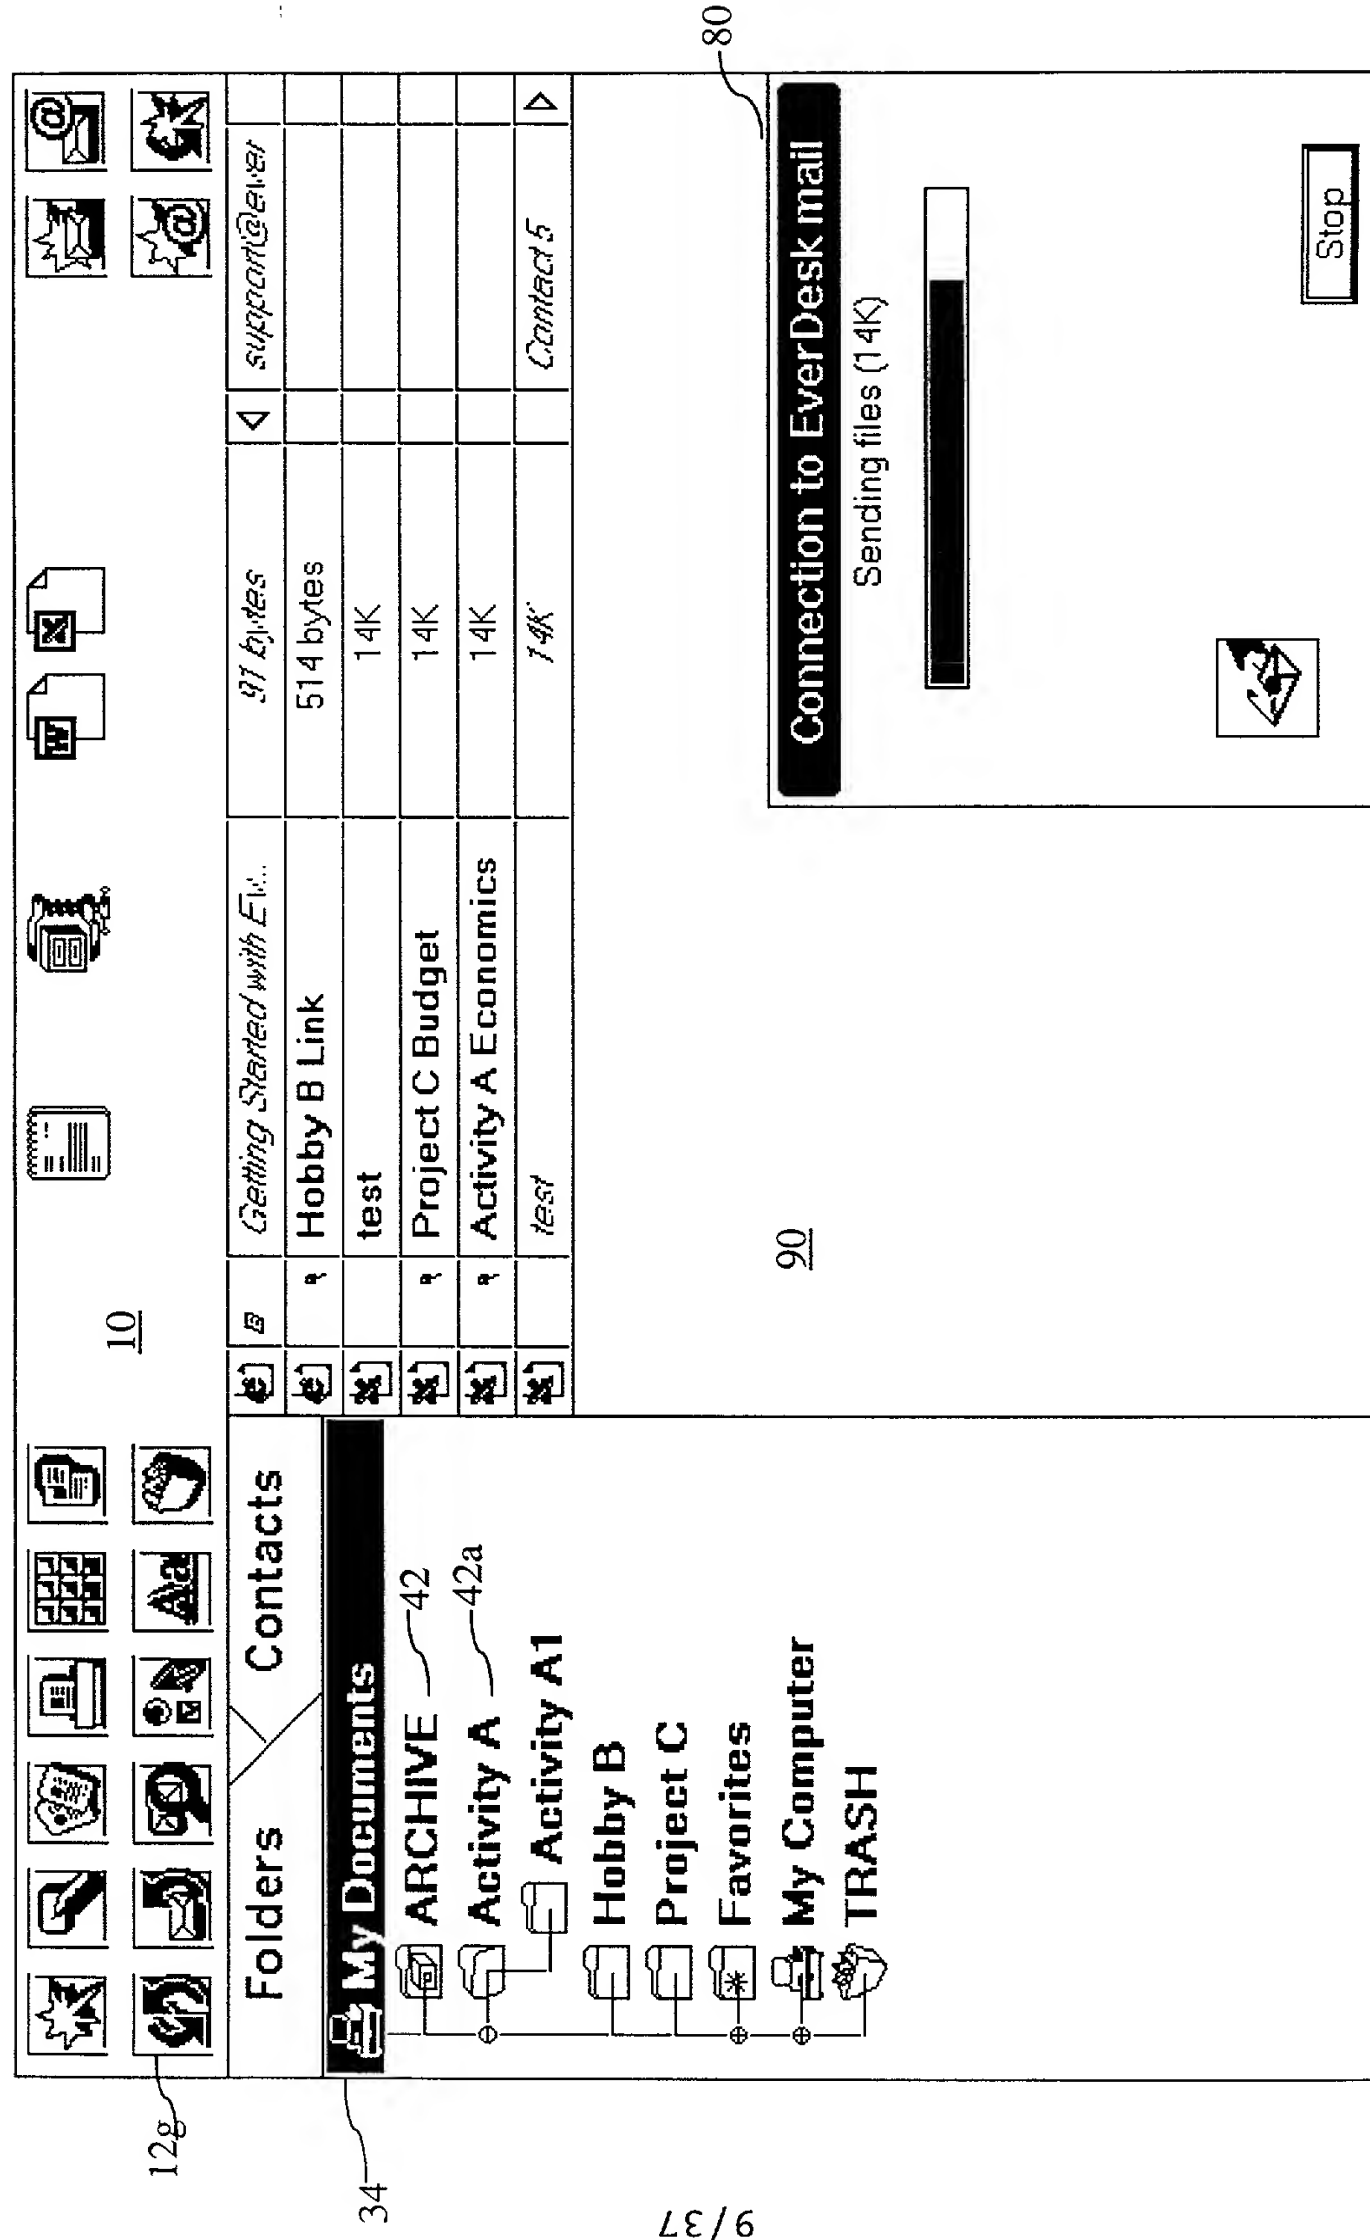 12g
10
34
Folders
Contacts
My Documents
ARCHIVE
42
Activity A
42a
Activity A1
Hobby B
Project C
Favorites
My Computer
TRASH
Getting Started with Ev... 97 bytes support@ever
Hobby B Link 514 bytes
test 14K
Project C Budget 14K
Activity A Economics 14K
test 14K Contact 5
80
90
Connection to EverDesk mail
Sending files (14K)
Stop
9/37